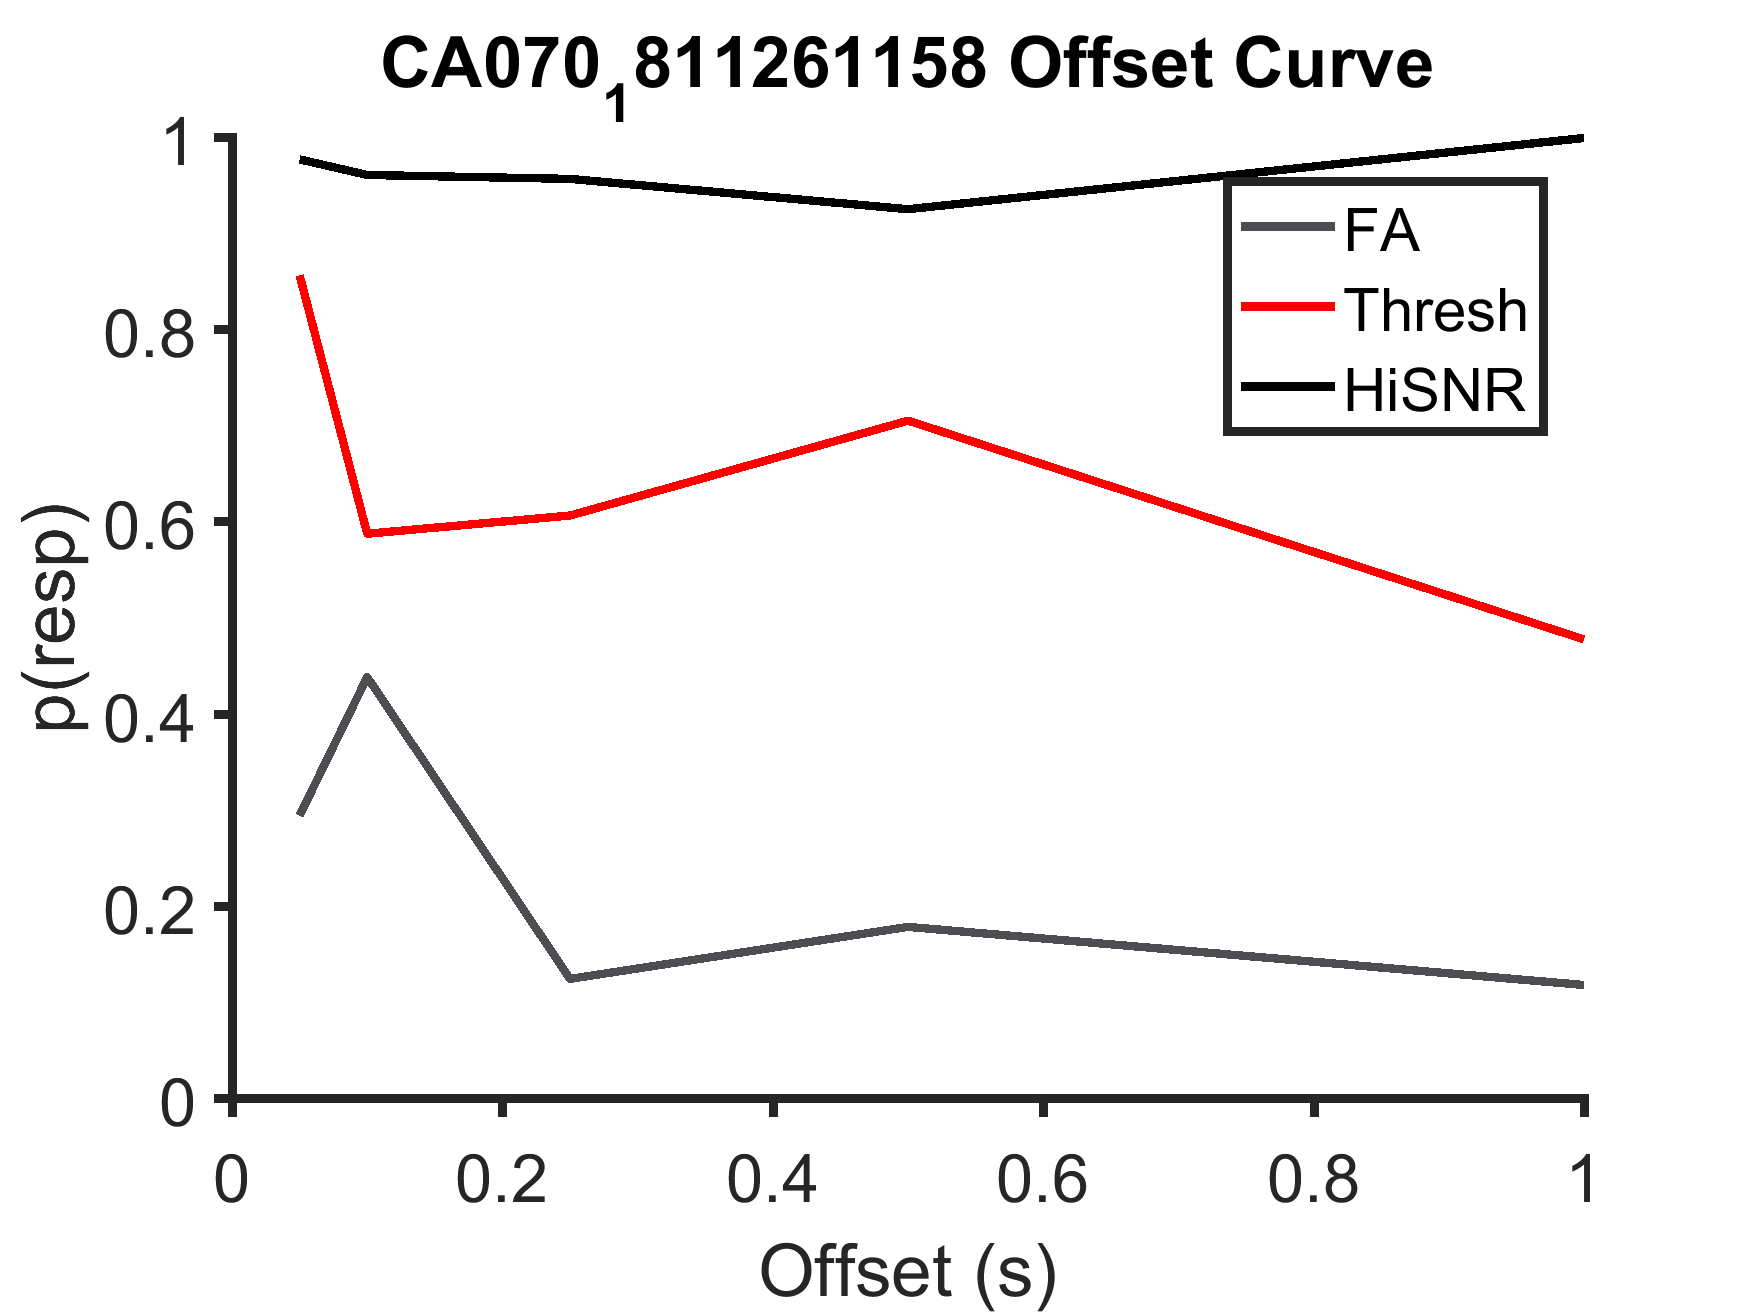 CA070₁811261158 Offset Curve
1
0.8
0.6
0.4
0.2
0
p(resp)
FA
Thresh
HiSNR
0 0.2 0.4 0.6 0.8 1
Offset (s)